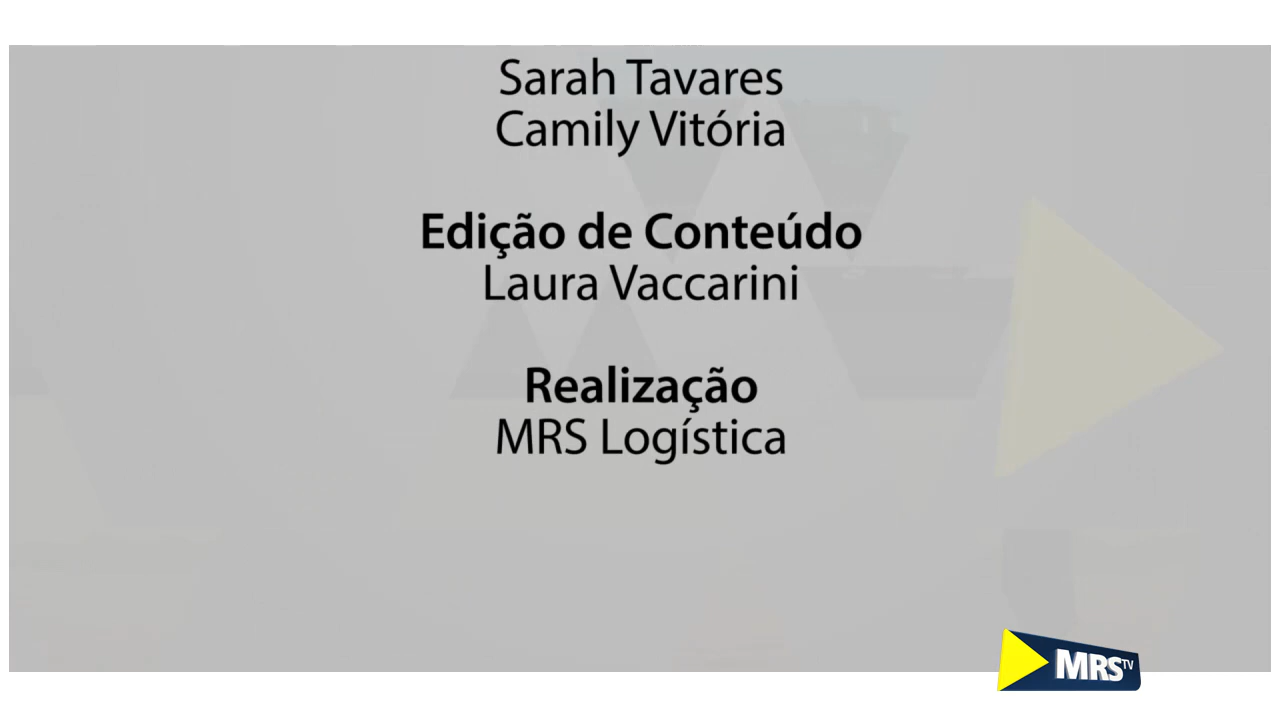 Sarah Tavares
Camily Vitória
Edição de Conteúdo
Laura Vaccarini
Realização
MRS Logística
MRS TV